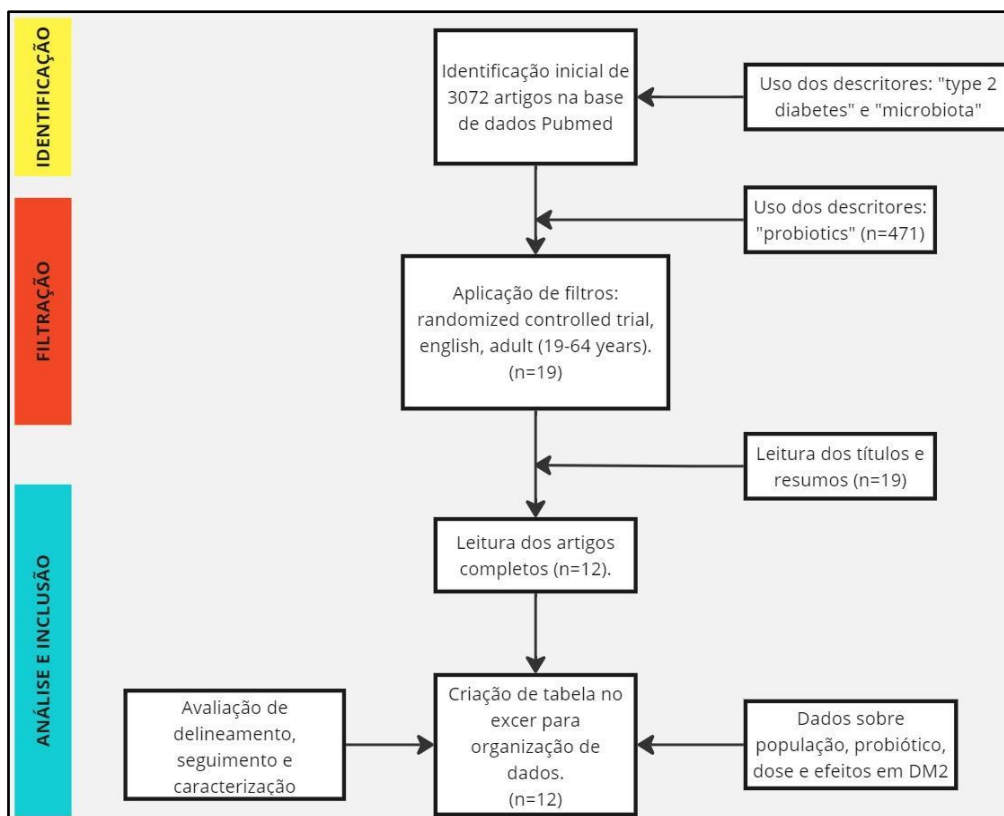 IDENTIFICAÇÃO
Identificação inicial de
3072 artigos na base
de dados Pubmed
Uso dos descritores: "type 2
diabetes" e "microbiota"
FILTRAÇÃO
Uso dos descritores:
"probiotics" (n=471)
Aplicação de filtros:
randomized controlled trial,
english, adult (19-64 years).
(n=19)
Leitura dos títulos e
resumos (n=19)
ANÁLISE E INCLUSÃO
Leitura dos artigos
completos (n=12).
Avaliação de
delineamento,
seguimento e
caracterização
Criação de tabela no
excer para
organização de
dados.
(n=12)
Dados sobre
população, probiótico,
dose e efeitos em DM2